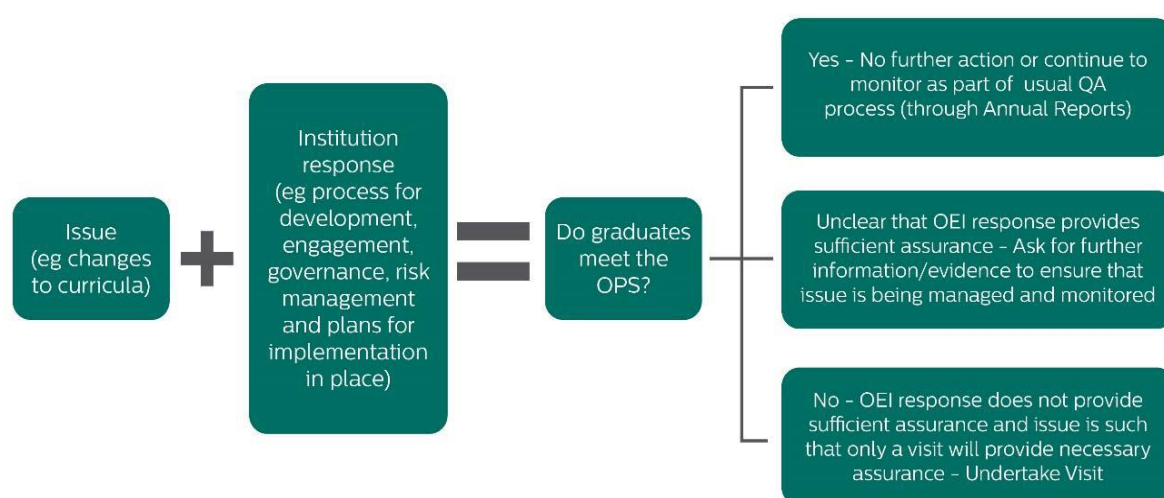 Issue
(eg changes
to curricula)
+
Institution
response
(eg process for
development,
engagement,
governance, risk
management
and plans for
implementation
in place)
=
Do graduates
meet the
OPS?
Yes – No further action or continue to
monitor as part of usual QA
process (through Annual Reports)
Unclear that OEI response provides
sufficient assurance – Ask for further
information/evidence to ensure that
issue is being managed and monitored
No – OEI response does not provide
sufficient assurance and issue is such
that only a visit will provide necessary
assurance – Undertake Visit